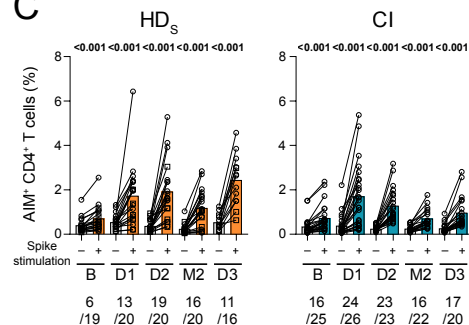 C
HD_S
CI
<0.001 <0.001 <0.001 <0.001 <0.001
<0.001 <0.001 <0.001 <0.001 <0.001
AIM⁺ CD4⁺ T cells (%)
8
6
4
2
0
8
6
4
2
0
Spike stimulation
− + − + − + − + − +
− + − + − + − + − +
B D1 D2 M2 D3
B D1 D2 M2 D3
6 13 19 16 11
/19 /20 /20 /20 /16
16 24 23 16 17
/25 /26 /23 /22 /20